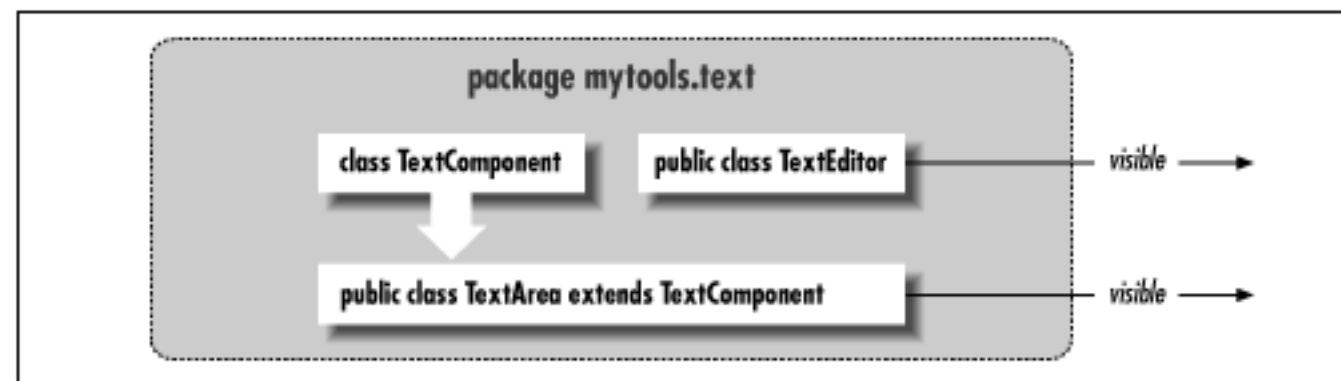 package mytools.text
class TextComponent
public class TextEditor
visible
public class TextArea extends TextComponent
visible